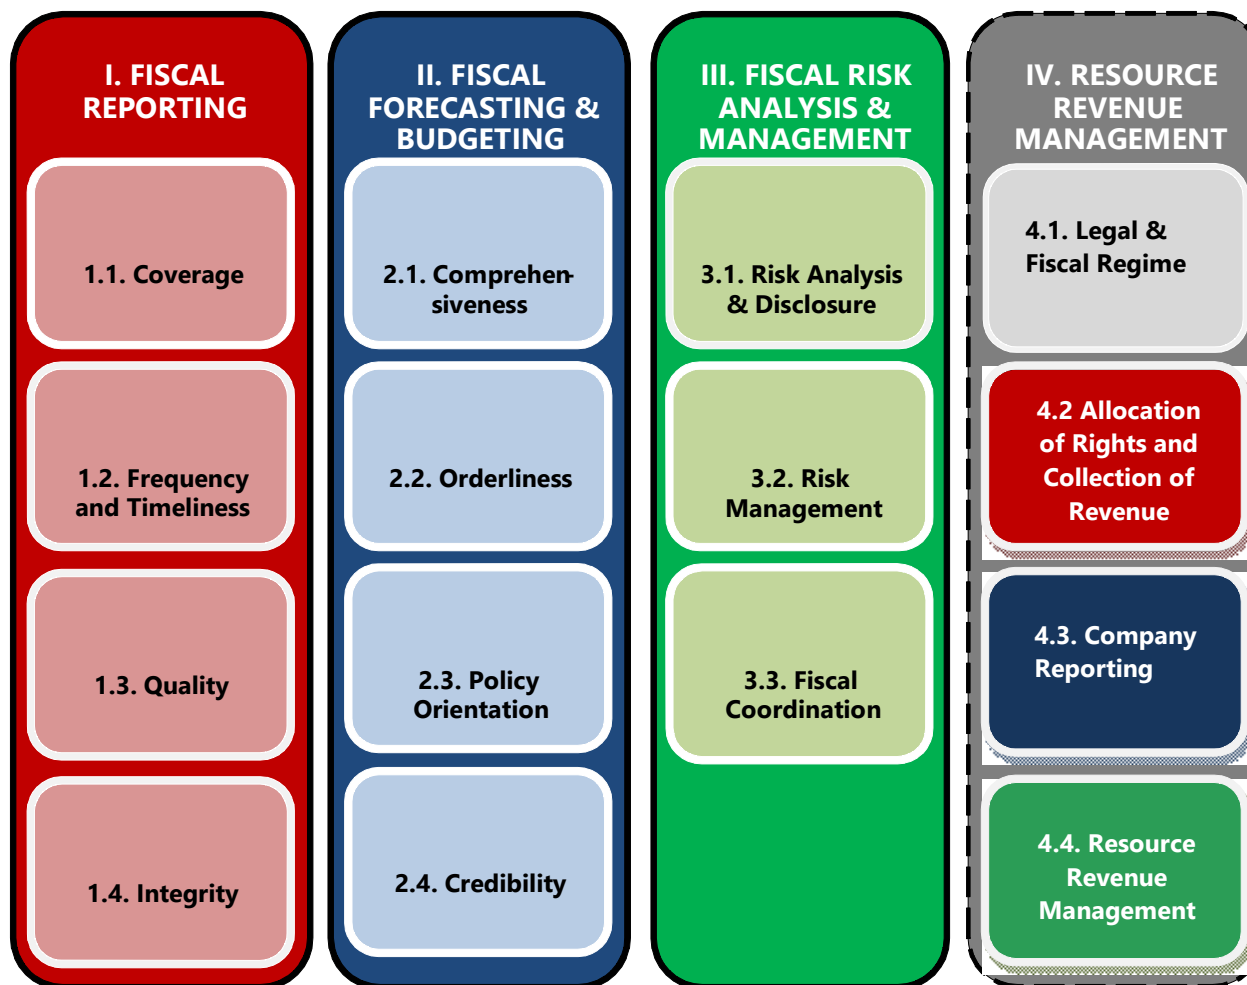 I. FISCAL
REPORTING
1.1. Coverage
1.2. Frequency
and Timeliness
1.3. Quality
1.4. Integrity
II. FISCAL
FORECASTING &
BUDGETING
2.1. Comprehen-
siveness
2.2. Orderliness
2.3. Policy
Orientation
2.4. Credibility
III. FISCAL RISK
ANALYSIS &
MANAGEMENT
3.1. Risk Analysis
& Disclosure
3.2. Risk
Management
3.3. Fiscal
Coordination
IV. RESOURCE
REVENUE
MANAGEMENT
4.1. Legal &
Fiscal Regime
4.2 Allocation
of Rights and
Collection of
Revenue
4.3. Company
Reporting
4.4. Resource
Revenue
Management